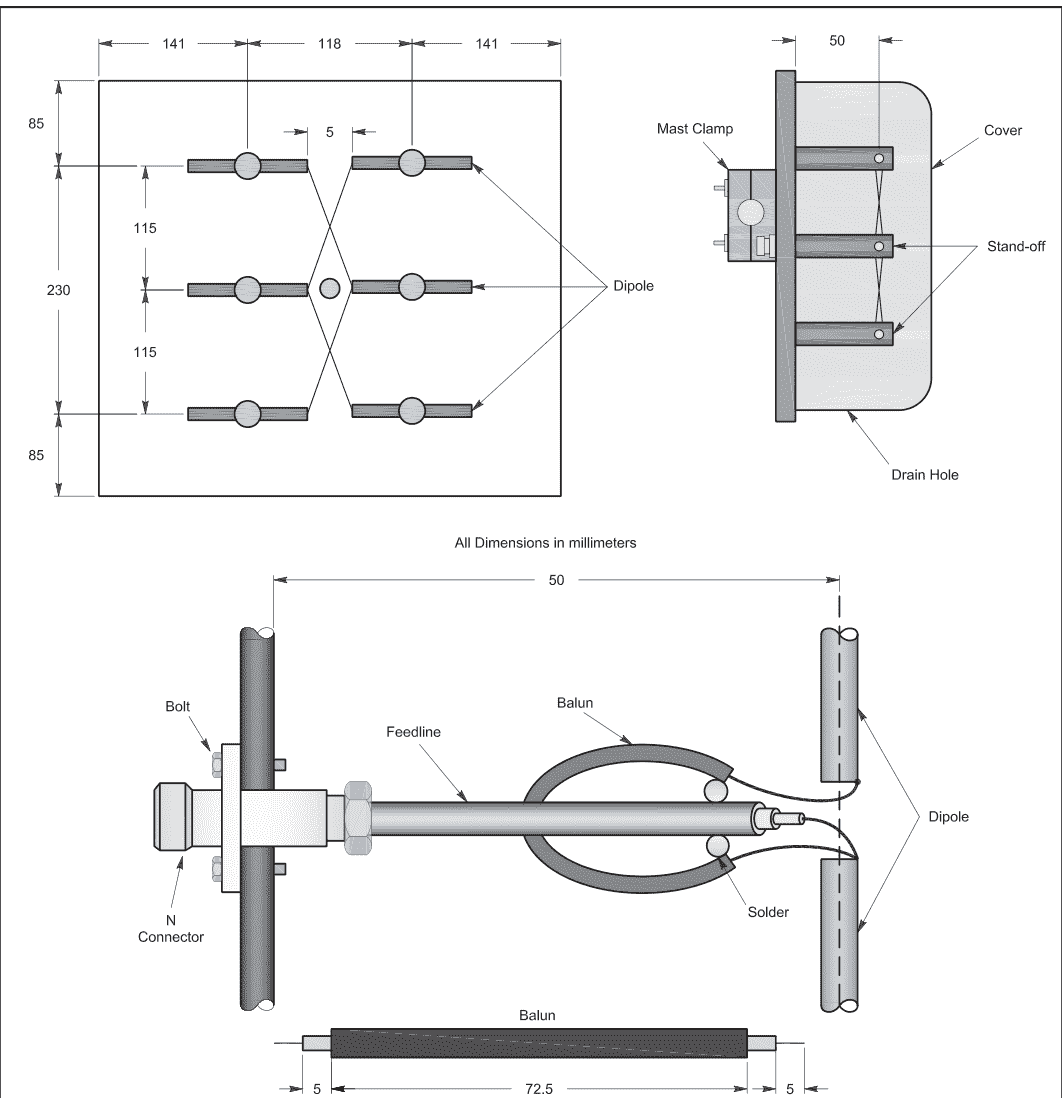 141
118
141
50
85
5
Mast Clamp
Cover
115
Stand-off
230
Dipole
115
85
Drain Hole
All Dimensions in millimeters
50
Bolt
Balun
Feedline
Dipole
Solder
N
Connector
Balun
5
72.5
5